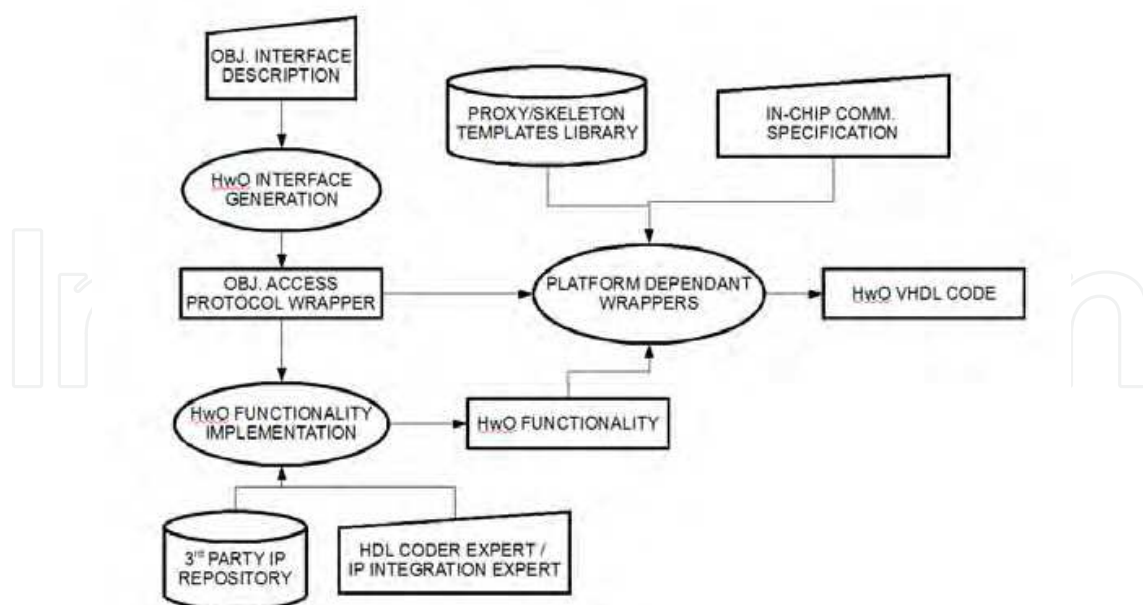 OBJ. INTERFACE
DESCRIPTION
PROXY/SKELETON
TEMPLATES LIBRARY
IN-CHIP COMM.
SPECIFICATION
HwO INTERFACE
GENERATION
OBJ. ACCESS
PROTOCOL WRAPPER
PLATFORM DEPENDANT
WRAPPERS
HwO VHDL CODE
HwO FUNCTIONALITY
IMPLEMENTATION
HwO FUNCTIONALITY
3rd PARTY IP
REPOSITORY
HDL CODER EXPERT /
IP INTEGRATION EXPERT